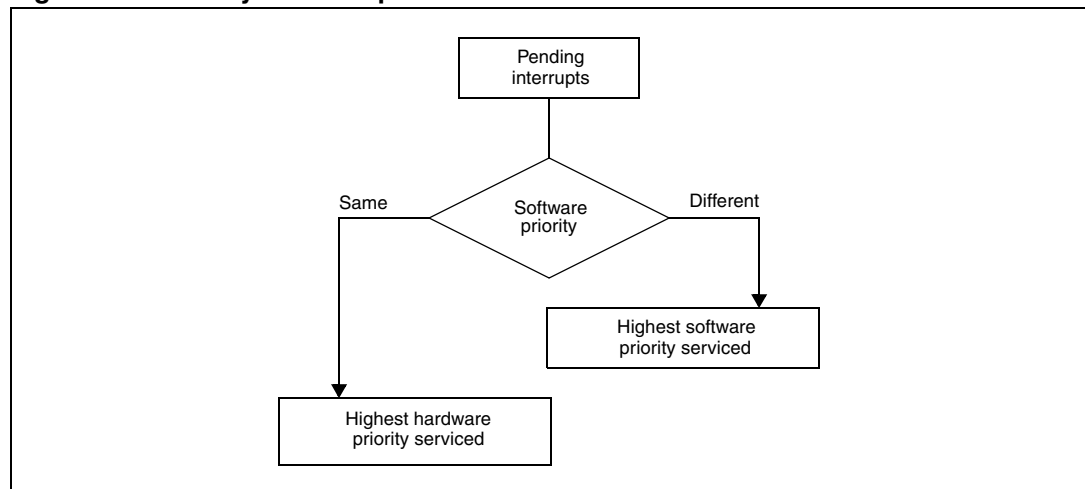 Pending
interrupts
Same
Software
priority
Different
Highest software
priority serviced
Highest hardware
priority serviced